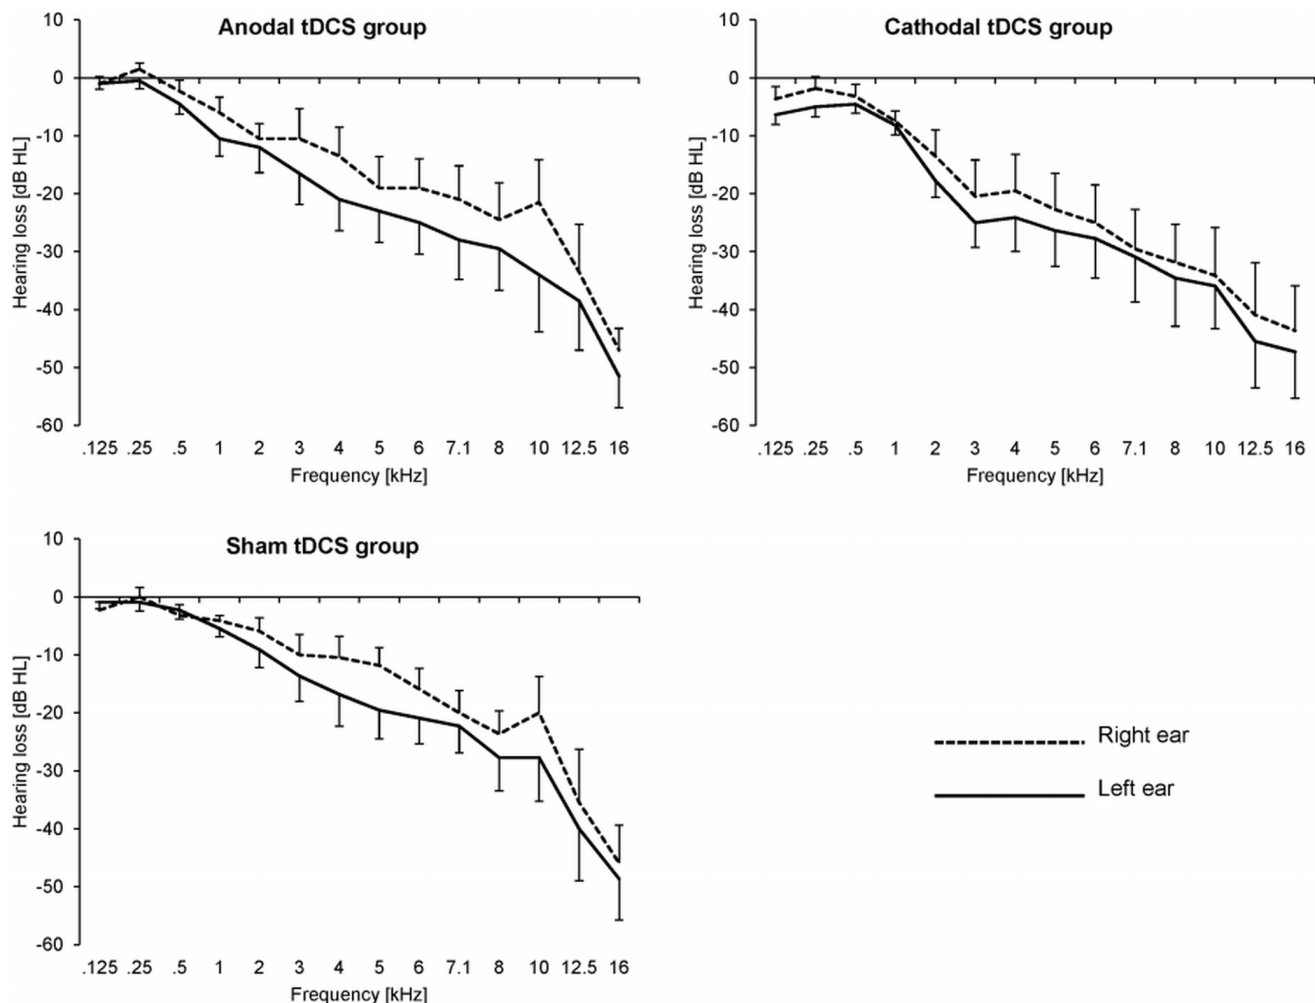 Anodal tDCS group
Hearing loss [dB HL]
10
0
-10
-20
-30
-40
-50
-60
.125 .25 .5 1 2 3 4 5 6 7.1 8 10 12.5 16
Frequency [kHz]
Cathodal tDCS group
Hearing loss [dB HL]
10
0
-10
-20
-30
-40
-50
-60
.125 .25 .5 1 2 3 4 5 6 7.1 8 10 12.5 16
Frequency [kHz]
Sham tDCS group
Hearing loss [dB HL]
10
0
-10
-20
-30
-40
-50
-60
.125 .25 .5 1 2 3 4 5 6 7.1 8 10 12.5 16
Frequency [kHz]
Right ear
Left ear